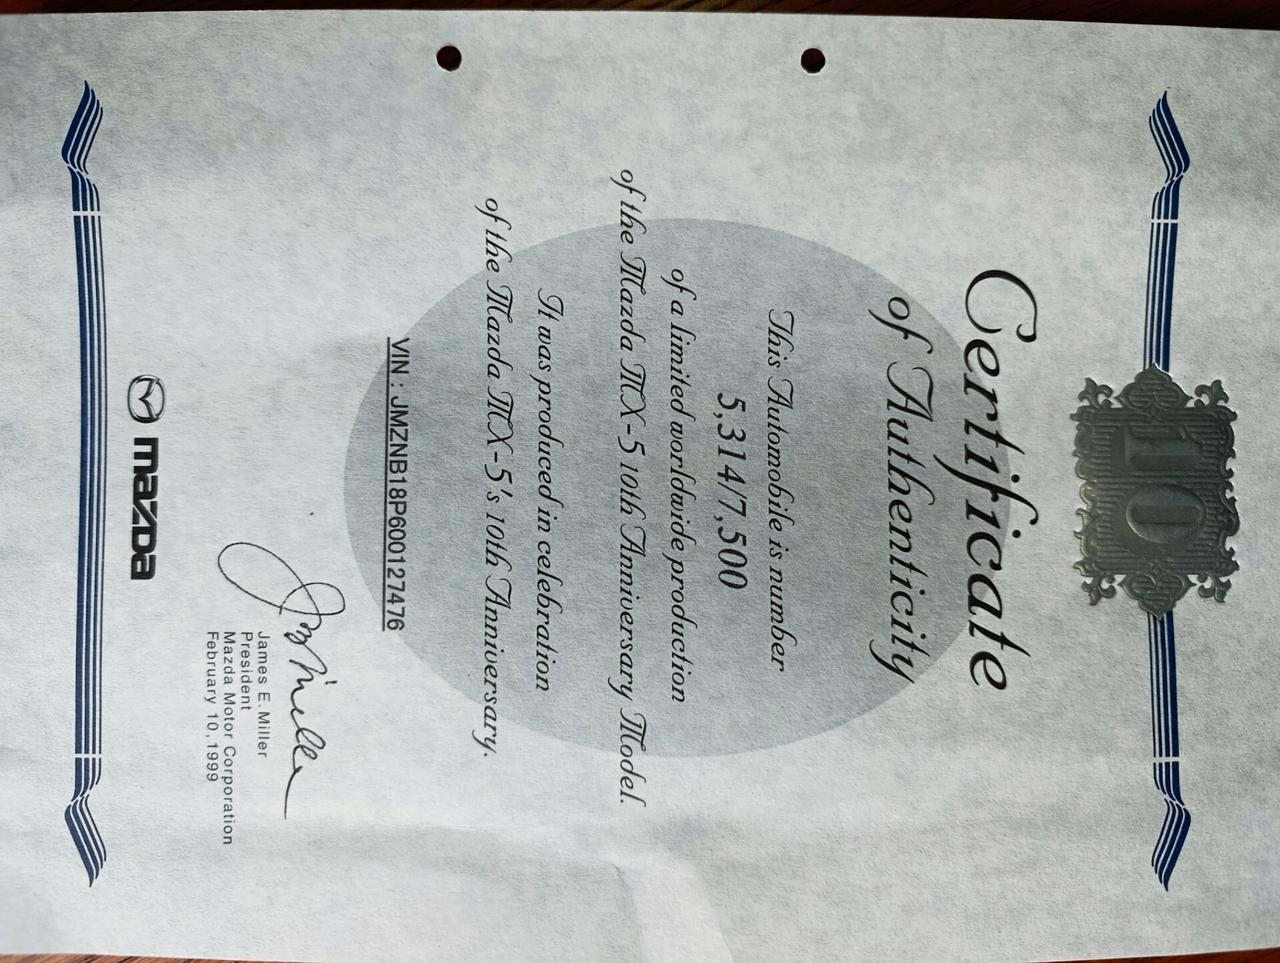 10
Certificate
of Authenticity
This Automobile is number
5,314/7,500
of a limited worldwide production
of the Mazda MX-5 10th Anniversary Model.
It was produced in celebration
of the Mazda MX-5's 10th Anniversary.
VIN : JMZNB18P600127476
James E. Miller
President
Mazda Motor Corporation
February 10, 1999
mazda